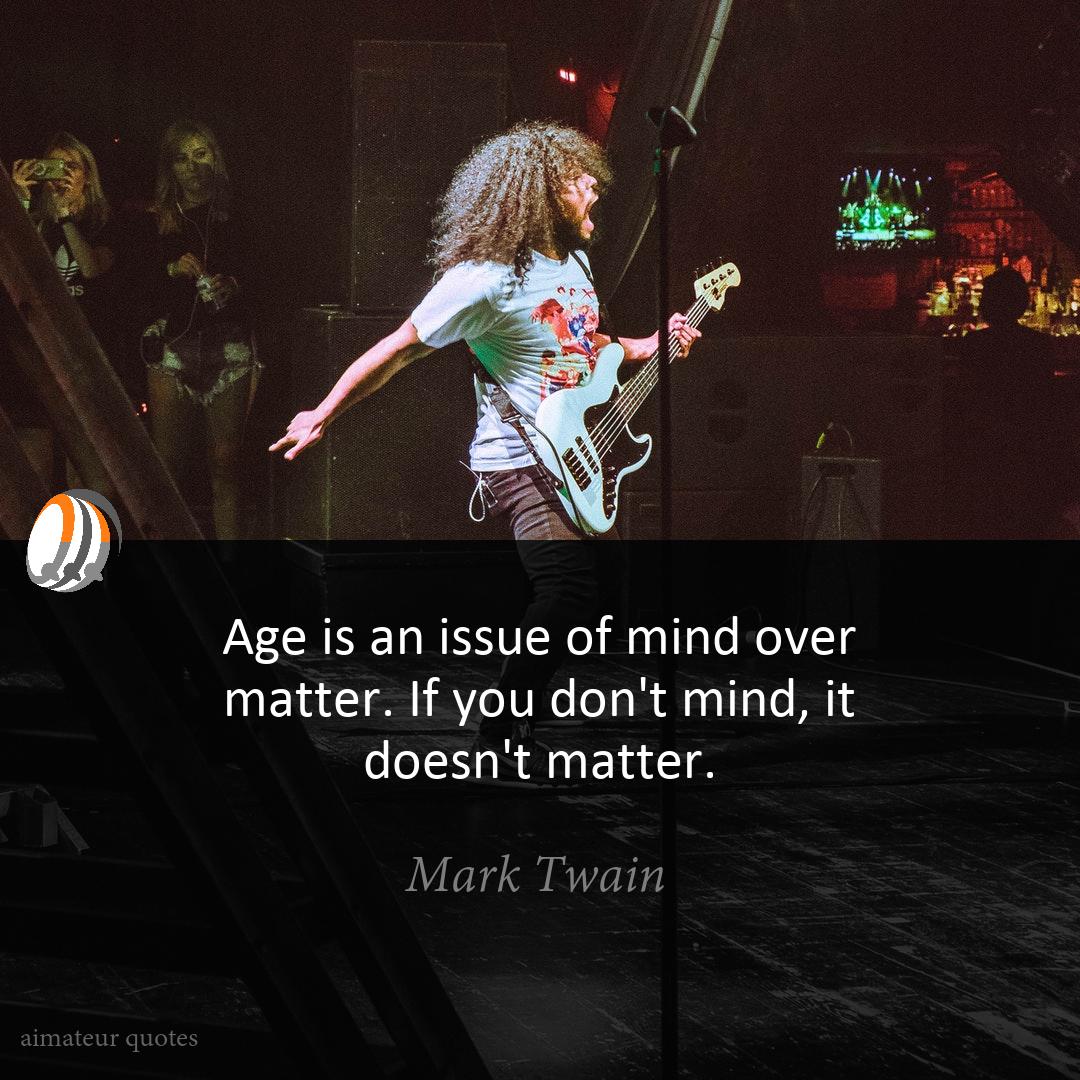 as
Age is an issue of mind over
matter. If you don't mind, it
doesn't matter.
Mark Twain
aimateur quotes